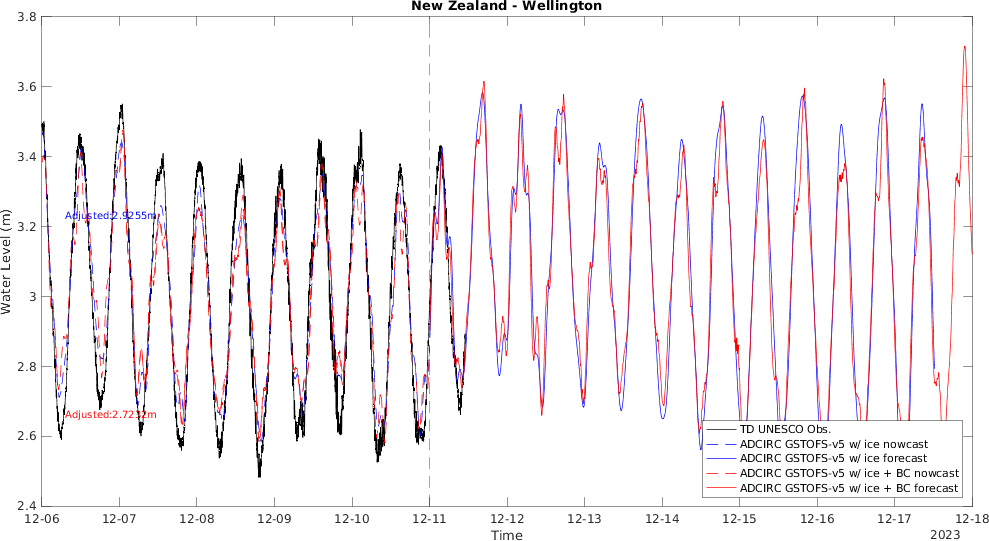 New Zealand - Wellington
3.8
3.6
3.4
3.2
3
2.8
2.6
2.4
Water Level (m)
Adjusted:2.9255m
Adjusted:2.7232m
TD UNESCO Obs.
ADCIRC GSTOFS-v5 w/ ice nowcast
ADCIRC GSTOFS-v5 w/ ice forecast
ADCIRC GSTOFS-v5 w/ ice + BC nowcast
ADCIRC GSTOFS-v5 w/ ice + BC forecast
12-06 12-07 12-08 12-09 12-10 12-11 12-12 12-13 12-14 12-15 12-16 12-17 12-18
Time
2023